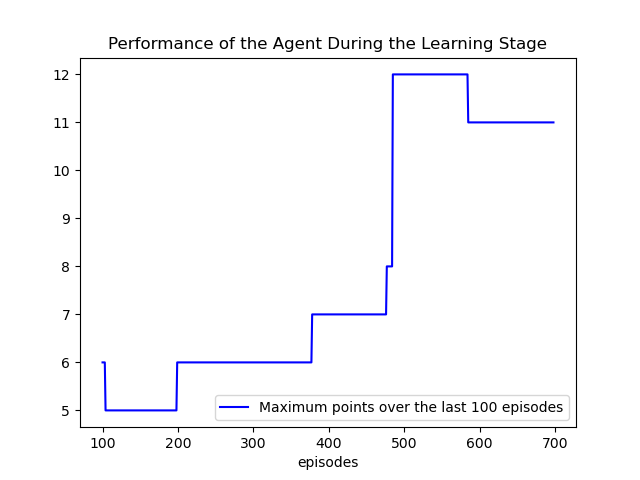 Performance of the Agent During the Learning Stage
12
11
10
9
8
7
6
5
Maximum points over the last 100 episodes
100 200 300 400 500 600 700
episodes